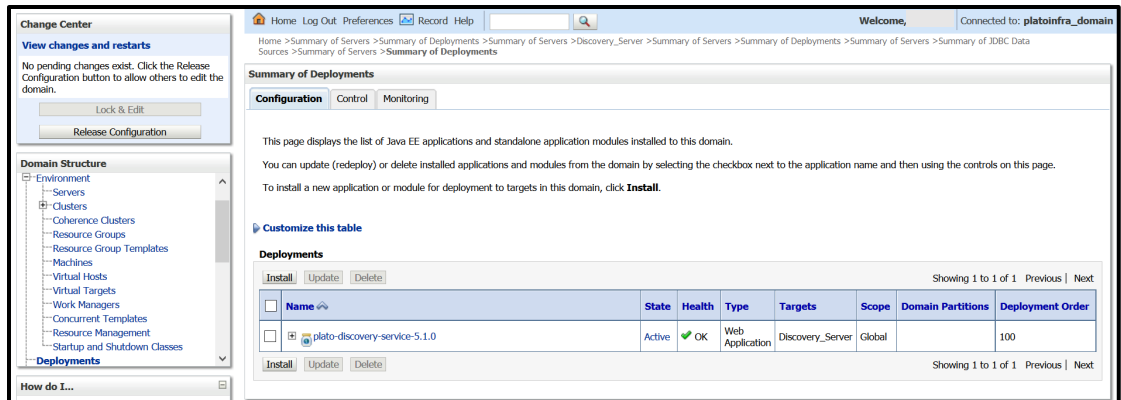 Change Center
View changes and restarts
No pending changes exist. Click the Release
Configuration button to allow others to edit the
domain.
Lock & Edit
Release Configuration
Domain Structure
Environment
Servers
Clusters
Coherence Clusters
Resource Groups
Resource Group Templates
Machines
Virtual Hosts
Virtual Targets
Work Managers
Concurrent Templates
Resource Management
Startup and Shutdown Classes
Deployments
How do I...
Home Log Out Preferences Record Help
Welcome,
Connected to: platoinfra_domain
Home >Summary of Servers >Summary of Deployments >Summary of Servers >Discovery_Server >Summary of Servers >Summary of Deployments >Summary of Servers >Summary of JDBC Data
Sources >Summary of Servers >Summary of Deployments
Summary of Deployments
Configuration Control Monitoring
This page displays the list of Java EE applications and standalone application modules installed to this domain.
You can update (redeploy) or delete installed applications and modules from the domain by selecting the checkbox next to the application name and then using the controls on this page.
To install a new application or module for deployment to targets in this domain, click Install.
Customize this table
Deployments
Install Update Delete Showing 1 to 1 of 1 Previous | Next
Name State Health Type Targets Scope Domain Partitions Deployment Order
plato-discovery-service-5.1.0 Active OK Web Application Discovery_Server Global 100
Install Update Delete Showing 1 to 1 of 1 Previous | Next